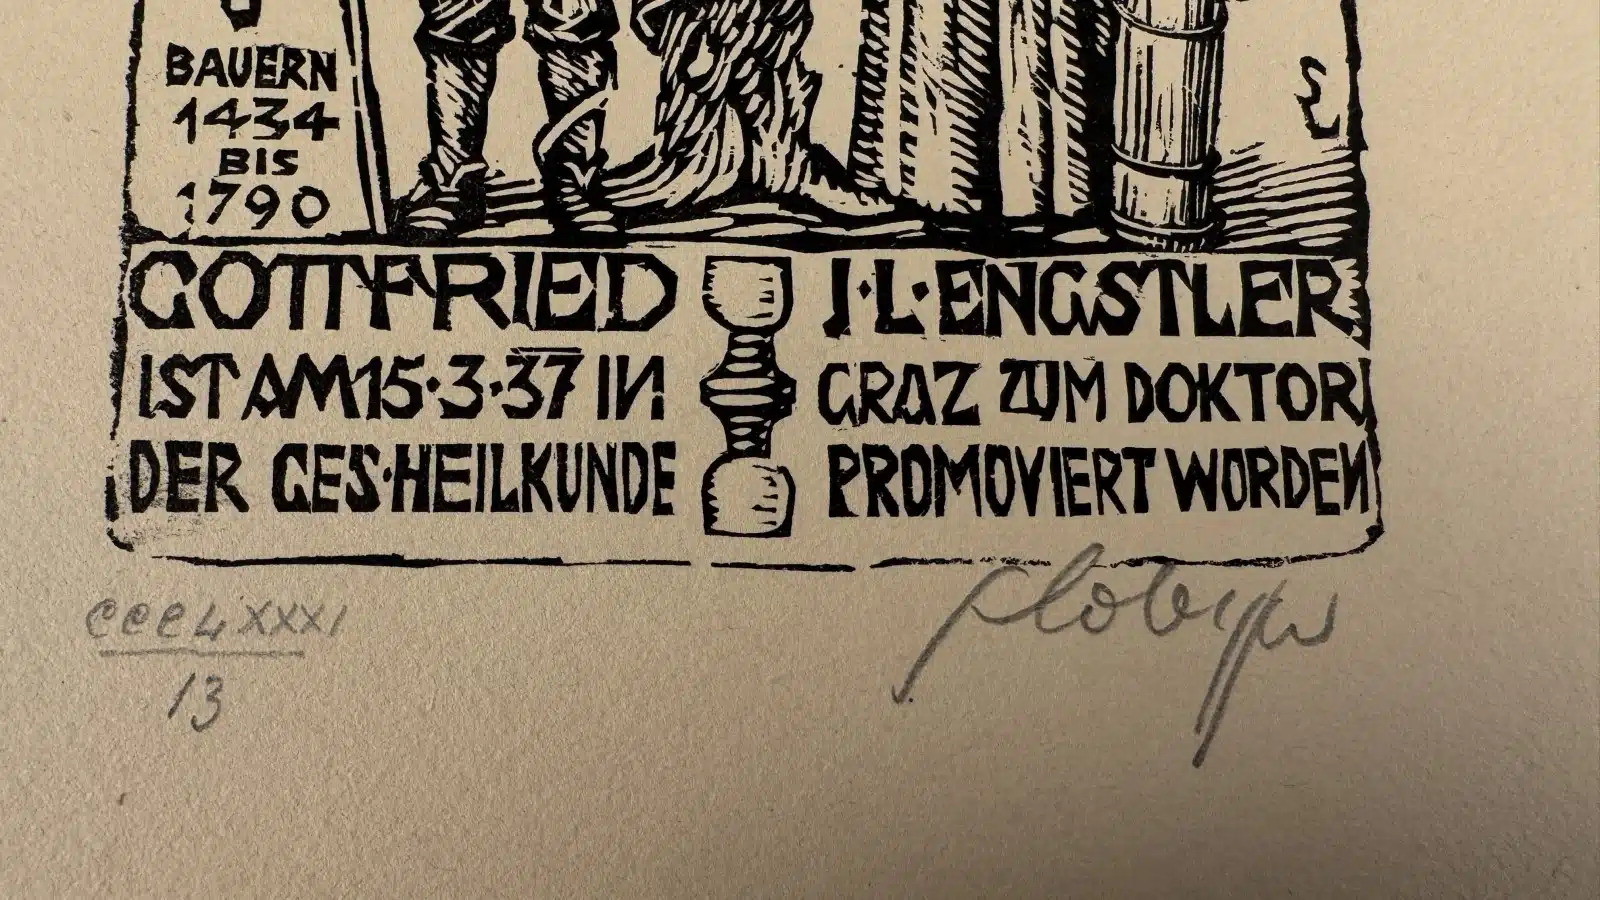 BAUERN
1434
BIS
1790
GOTTFRIED J·L·ENGSTLER
IST AM 15·3·37 IN GRAZ ZUM DOKTOR
DER GES·HEILKUNDE PROMOVIERT WORDEN
13